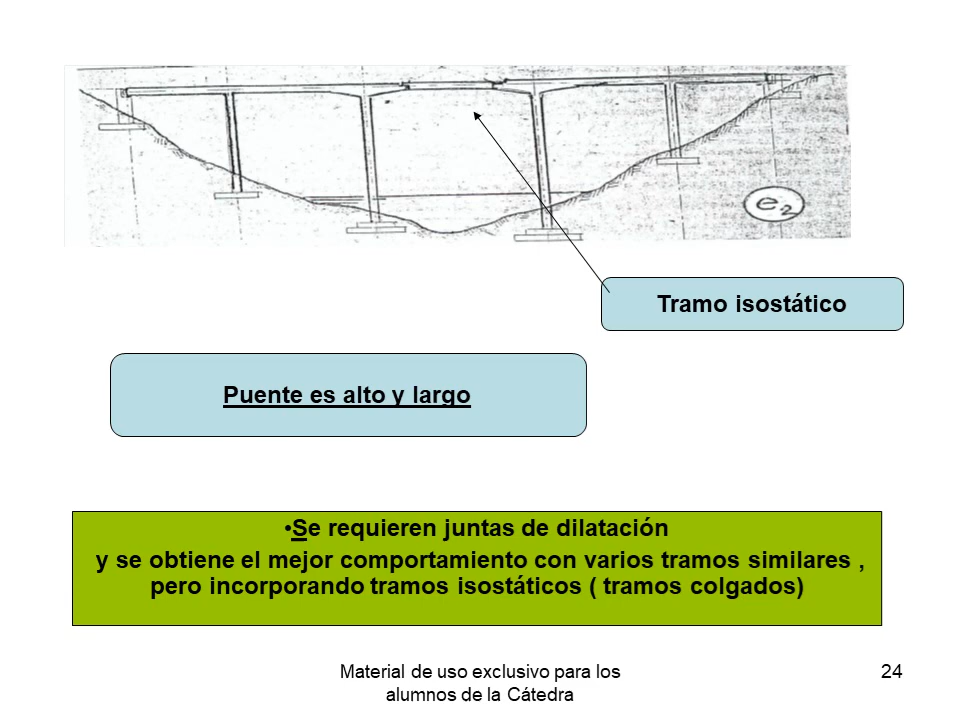 e2
Tramo isostático
Puente es alto y largo
•Se requieren juntas de dilatación
y se obtiene el mejor comportamiento con varios tramos similares ,
pero incorporando tramos isostáticos ( tramos colgados)
Material de uso exclusivo para los
alumnos de la Cátedra
24